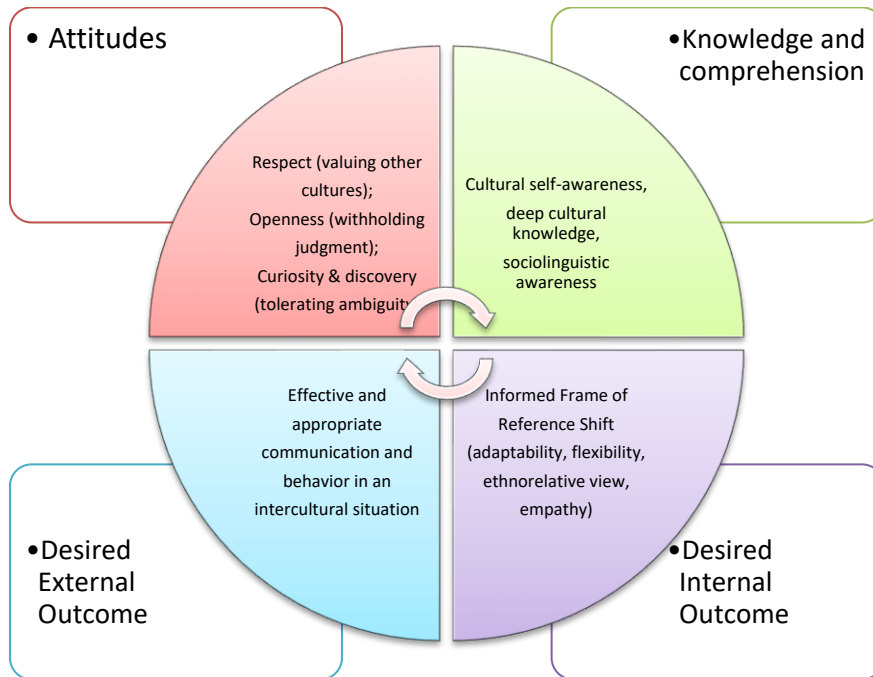 • Attitudes
Respect (valuing other
cultures);
Openness (withholding
judgment);
Curiosity & discovery
(tolerating ambiguity
•Knowledge and
comprehension
Cultural self-awareness,
deep cultural
knowledge,
sociolinguistic
awareness
Effective and
appropriate
communication and
behavior in an
intercultural situation
•Desired
External
Outcome
Informed Frame of
Reference Shift
(adaptability, flexibility,
ethnorelative view,
empathy)
•Desired
Internal
Outcome